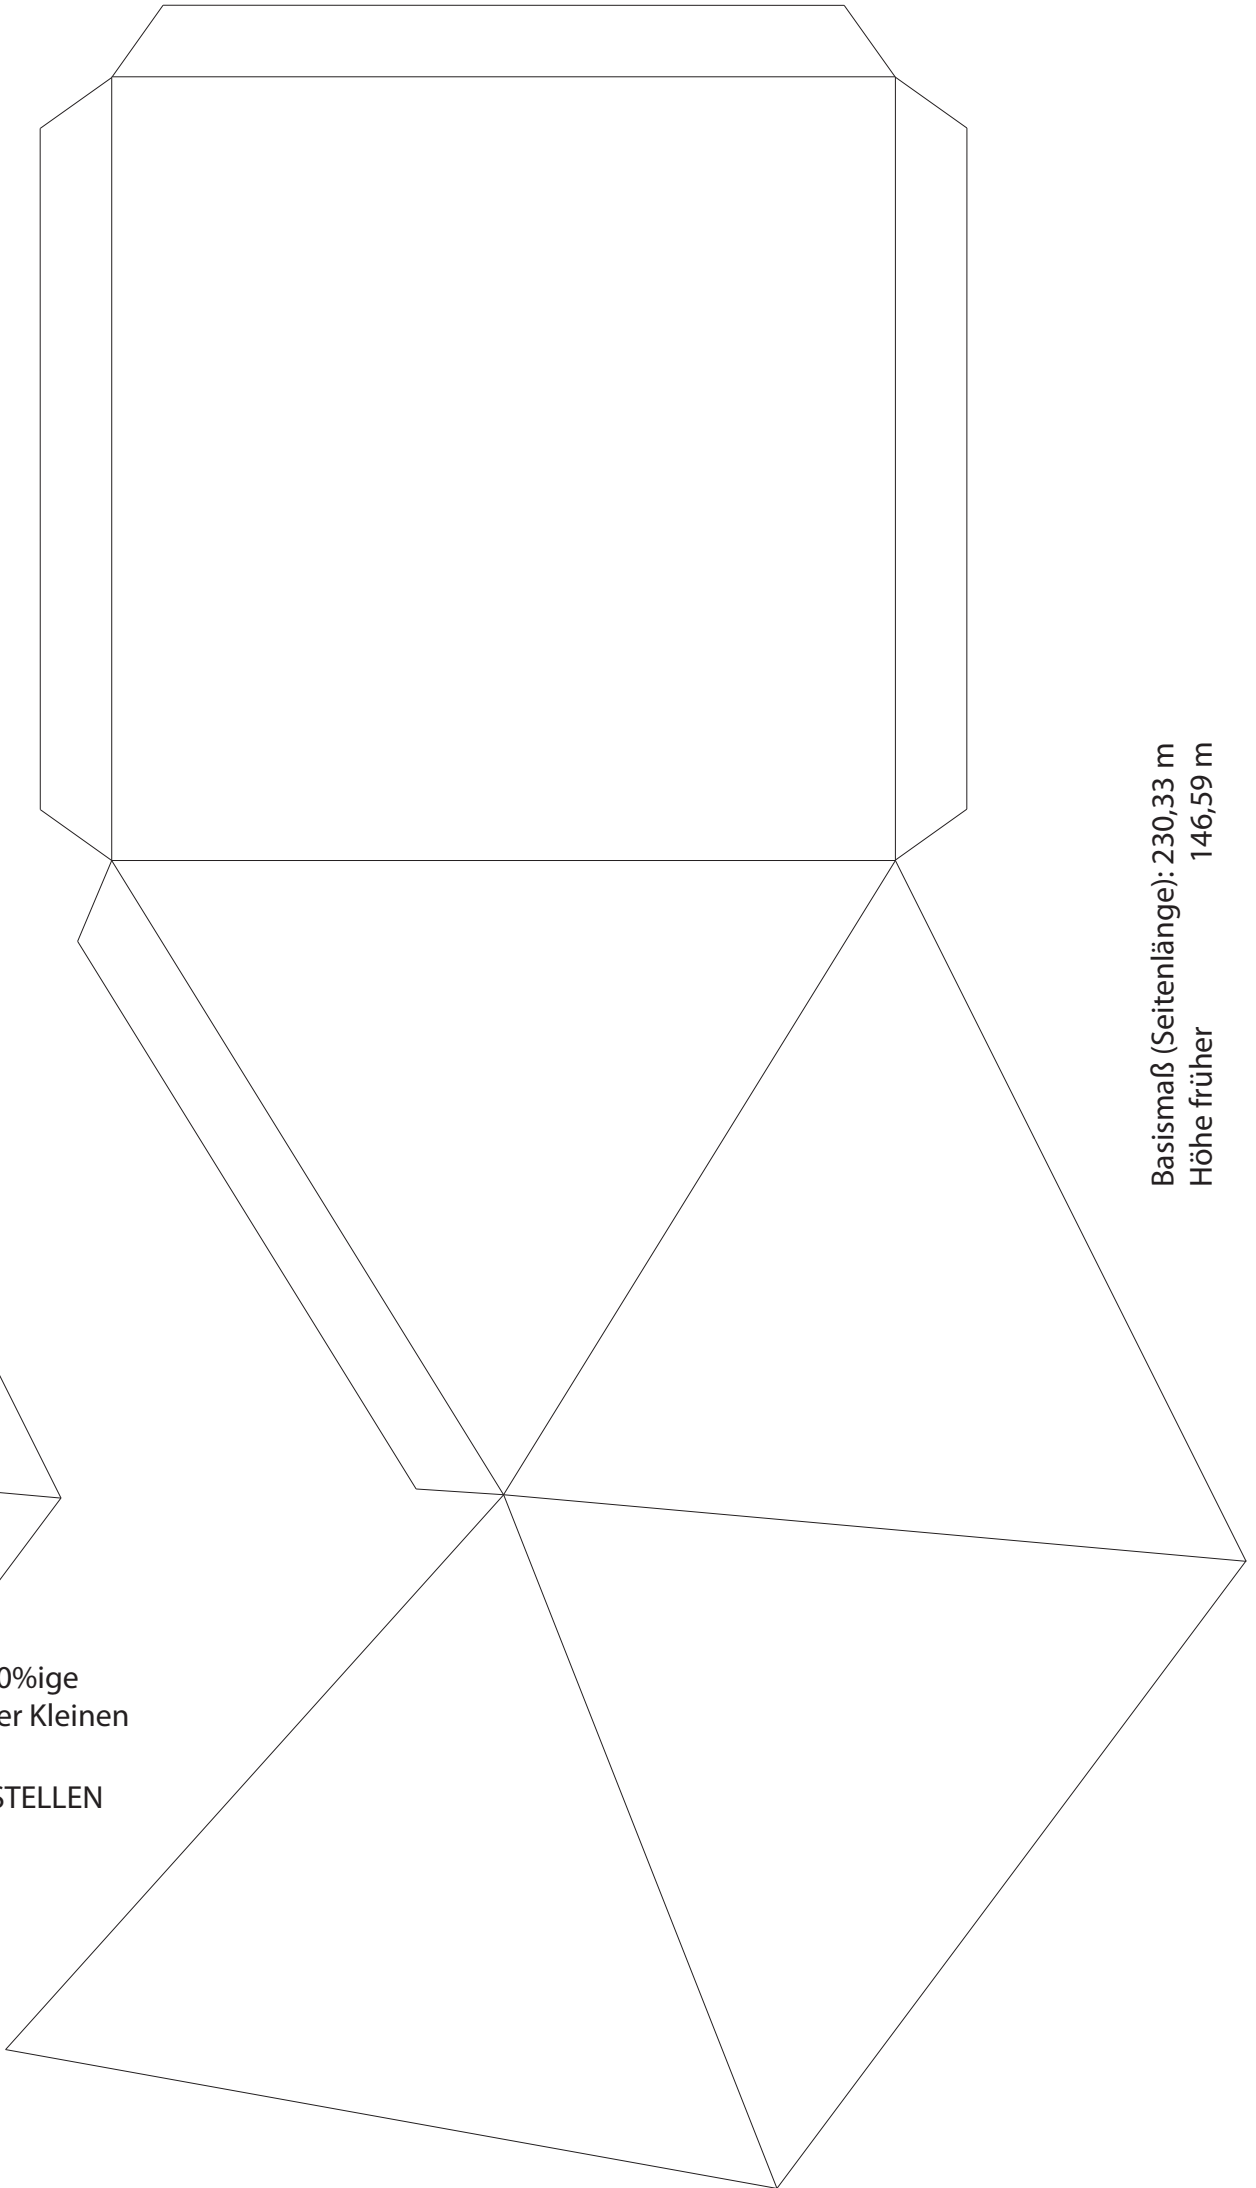 Basismaß (Seitenlänge): 230,33 m
Höhe früher 146,59 m
0%ige
er Kleinen
STELLEN